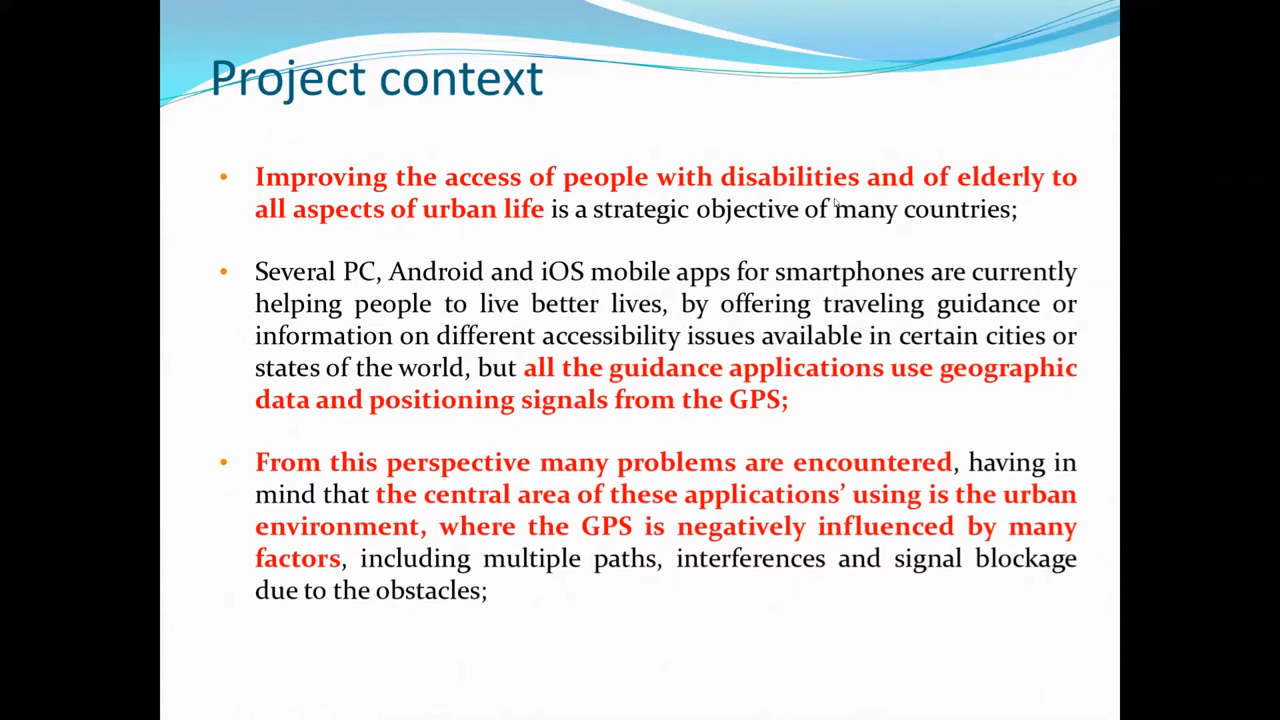 Project context
• Improving the access of people with disabilities and of elderly to
all aspects of urban life is a strategic objective of many countries;
• Several PC, Android and iOS mobile apps for smartphones are currently
helping people to live better lives, by offering traveling guidance or
information on different accessibility issues available in certain cities or
states of the world, but all the guidance applications use geographic
data and positioning signals from the GPS;
• From this perspective many problems are encountered, having in
mind that the central area of these applications’ using is the urban
environment, where the GPS is negatively influenced by many
factors, including multiple paths, interferences and signal blockage
due to the obstacles;